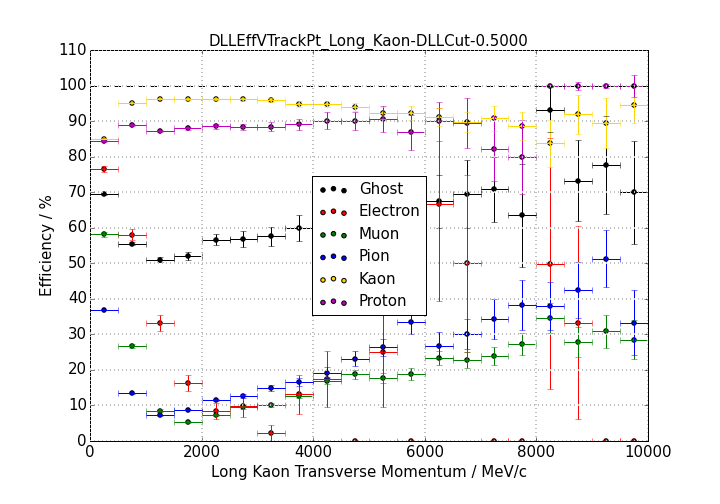 DLLEffVTrackPt_Long_Kaon-DLLCut-0.5000
110
100
90
80
70
60
50
40
30
20
10
0
Efficiency / %
Ghost
Electron
Muon
Pion
Kaon
Proton
0 2000 4000 6000 8000 10000
Long Kaon Transverse Momentum / MeV/c